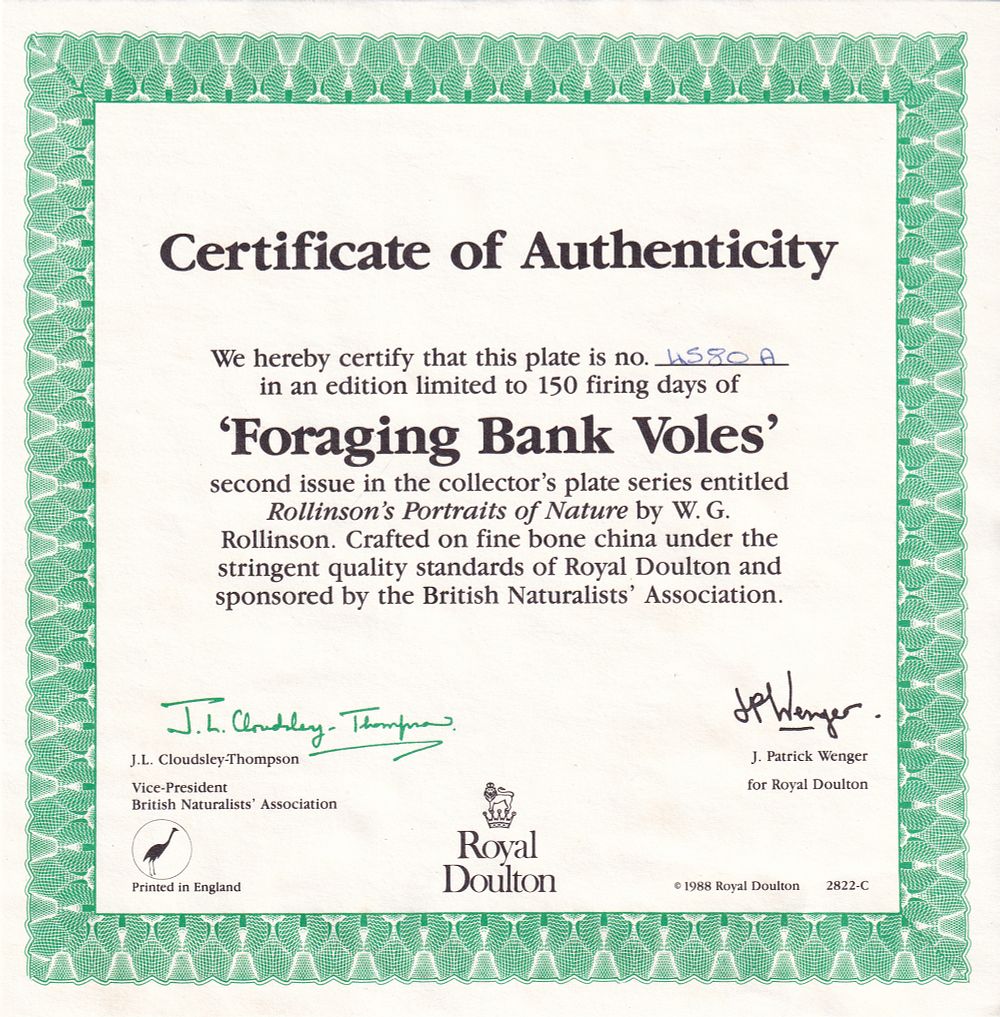 Certificate of Authenticity
We hereby certify that this plate is no. 4580 A
in an edition limited to 150 firing days of
‘Foraging Bank Voles’
second issue in the collector’s plate series entitled
Rollinson’s Portraits of Nature by W. G.
Rollinson. Crafted on fine bone china under the
stringent quality standards of Royal Doulton and
sponsored by the British Naturalists’ Association.
J. L. Cloudsley-Thompson.
J.L. Cloudsley-Thompson
Vice-President
British Naturalists’ Association
Printed in England
JP Wenger.
J. Patrick Wenger
for Royal Doulton
Royal
Doulton
© 1988 Royal Doulton 2822-C